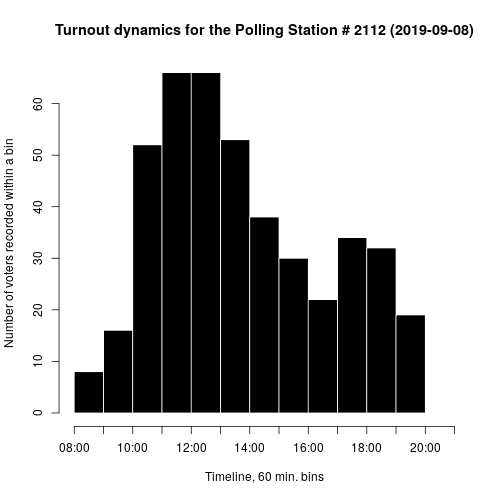 Turnout dynamics for the Polling Station # 2112 (2019-09-08)
Number of voters recorded within a bin
60
50
40
30
20
10
0
08:00 10:00 12:00 14:00 16:00 18:00 20:00
Timeline, 60 min. bins